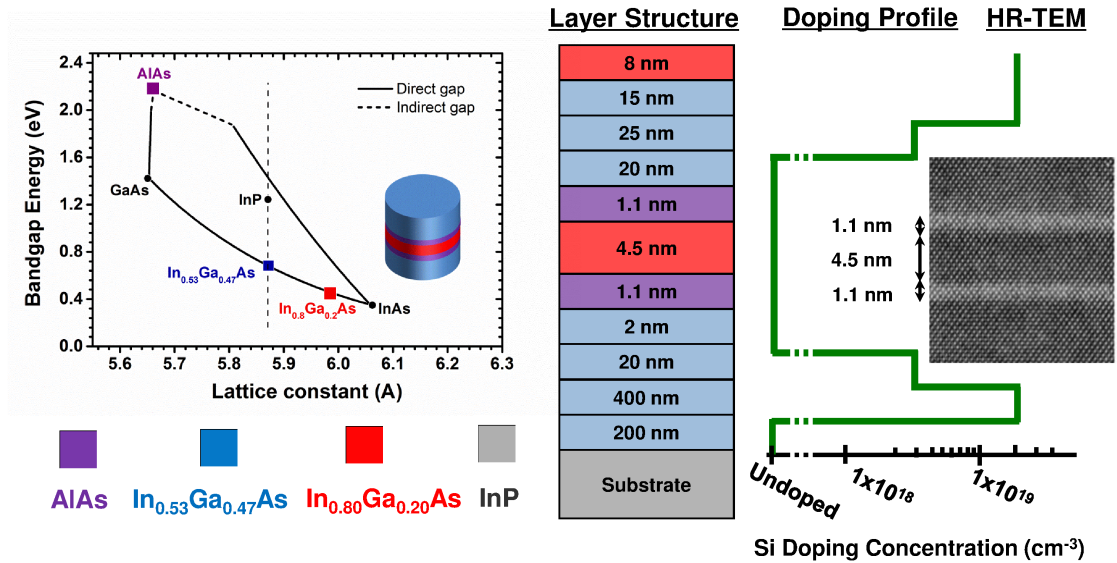 Layer Structure
Doping Profile
HR-TEM
2.4
2.0
1.6
1.2
0.8
0.4
0.0
Bandgap Energy (eV)
AlAs
Direct gap
Indirect gap
GaAs
InP
In0.53Ga0.47As
In0.8Ga0.2As
InAs
5.6
5.7
5.8
5.9
6.0
6.1
6.2
6.3
Lattice constant (A)
AlAs
In0.53Ga0.47As
In0.80Ga0.20As
InP
8 nm
15 nm
25 nm
20 nm
1.1 nm
4.5 nm
1.1 nm
2 nm
20 nm
400 nm
200 nm
Substrate
1.1 nm
4.5 nm
1.1 nm
Undoped
1x10¹⁸
1x10¹⁹
Si Doping Concentration (cm⁻³)